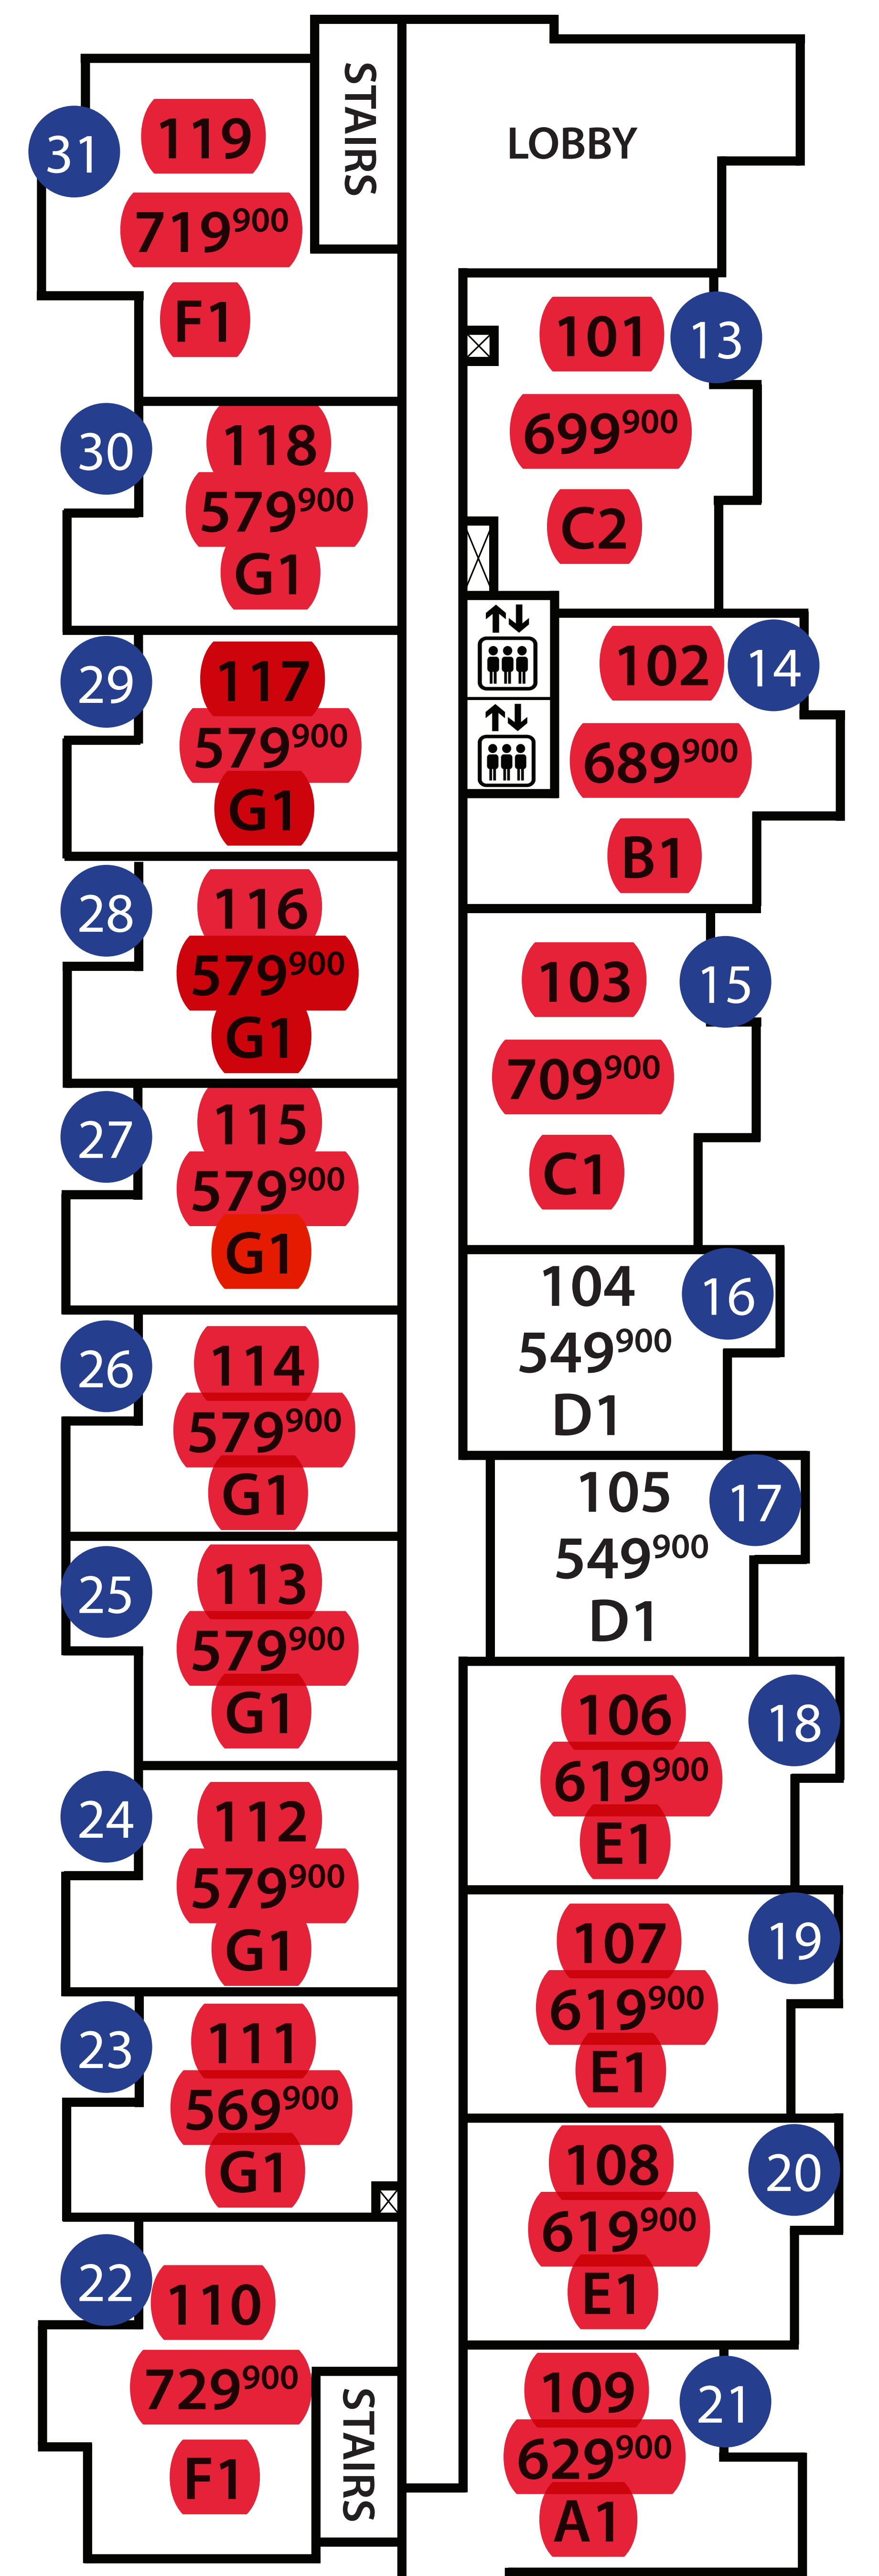 STAIRS
LOBBY
31
119
719900
F1
13
101
699900
C2
30
118
579900
G1
14
102
689900
B1
29
117
579900
G1
28
116
579900
G1
15
103
709900
C1
27
115
579900
G1
16
104
549900
D1
26
114
579900
G1
17
105
549900
D1
25
113
579900
G1
18
106
619900
E1
24
112
579900
G1
19
107
619900
E1
23
111
569900
G1
20
108
619900
E1
22
110
729900
F1
STAIRS
21
109
629900
A1